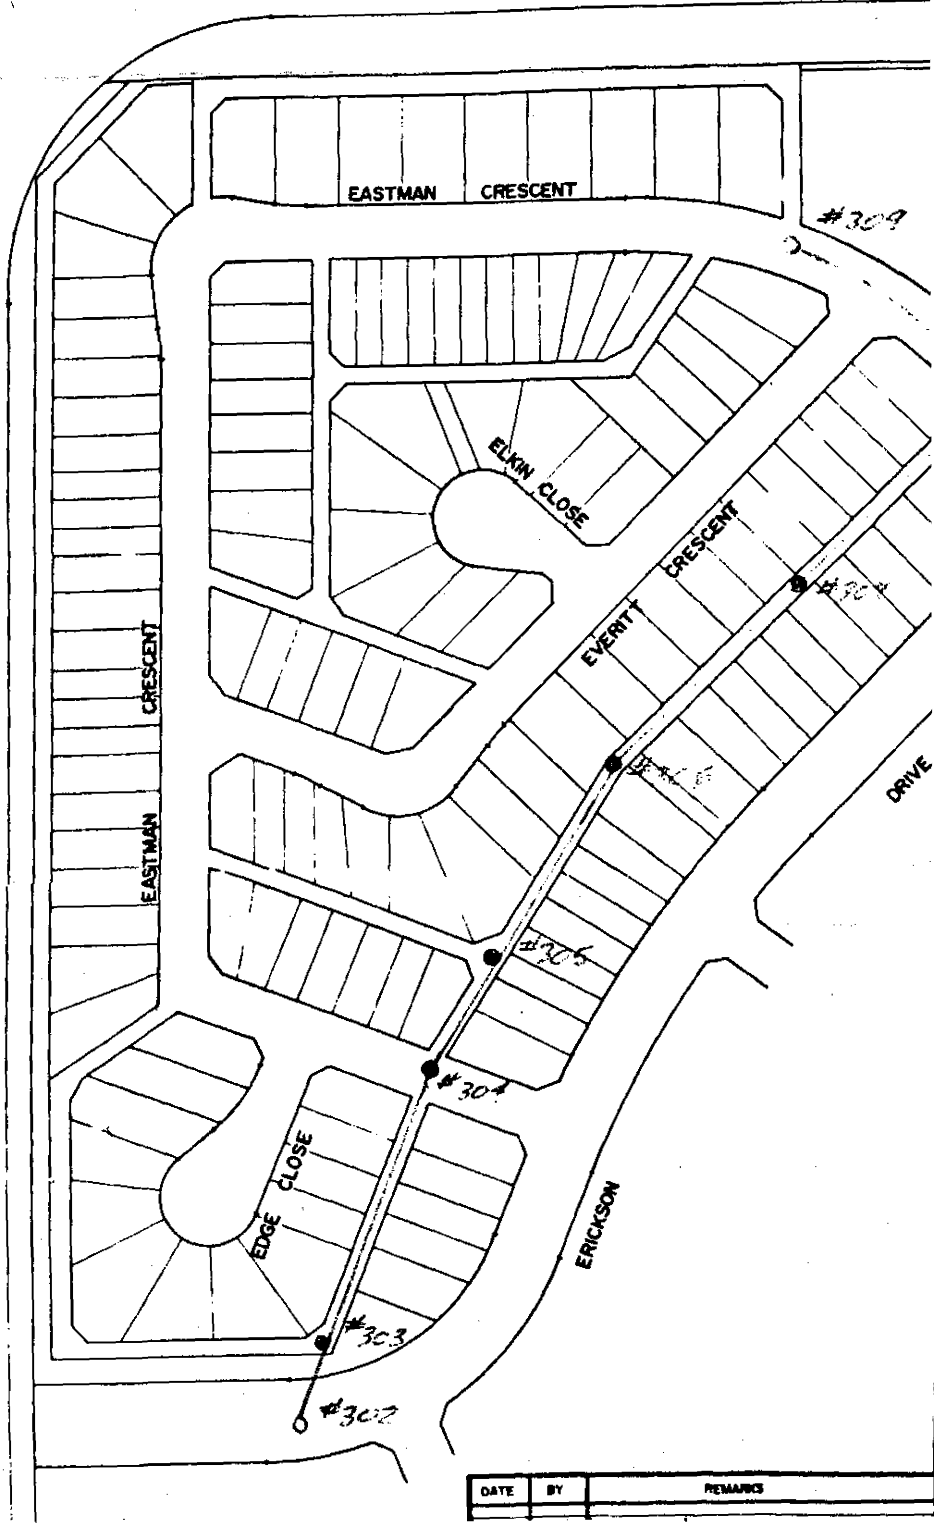 EASTMAN CRESCENT
#309
ELKIN CLOSE
EVERITT CRESCENT
EASTMAN CRESCENT
DRIVE
#305
#304
EDGE CLOSE
ERICKSON
#303
#302
DATE BY REMARKS